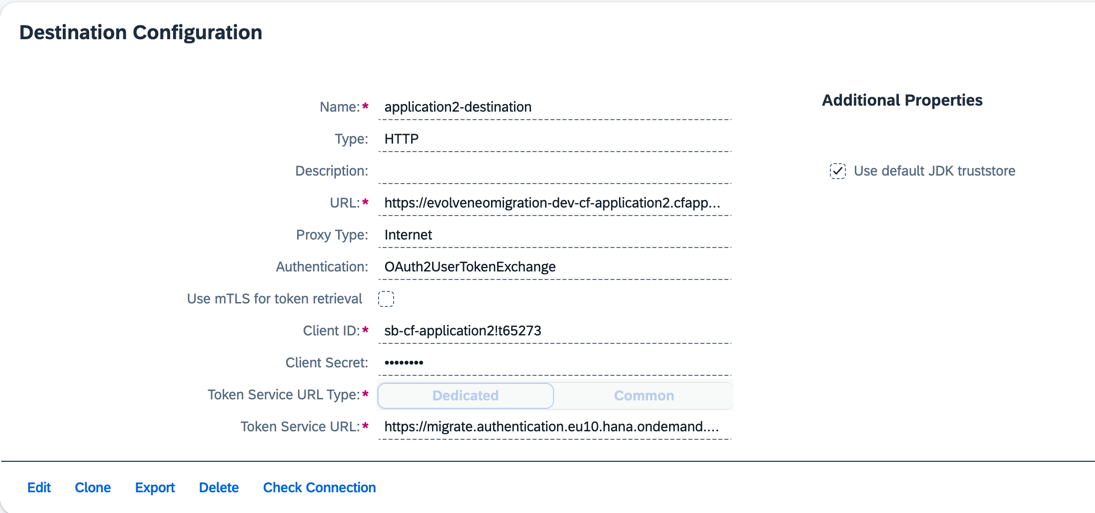 Destination Configuration
Name:* application2-destination
Additional Properties
Type: HTTP
Description:
Use default JDK truststore
URL:* https://evolveneomigration-dev-cf-application2.cfapp...
Proxy Type: Internet
Authentication: OAuth2UserTokenExchange
Use mTLS for token retrieval
Client ID:* sb-cf-application2!t65273
Client Secret: ••••••••
Token Service URL Type:* Dedicated Common
Token Service URL:* https://migrate.authentication.eu10.hana.ondemand....
Edit Clone Export Delete Check Connection